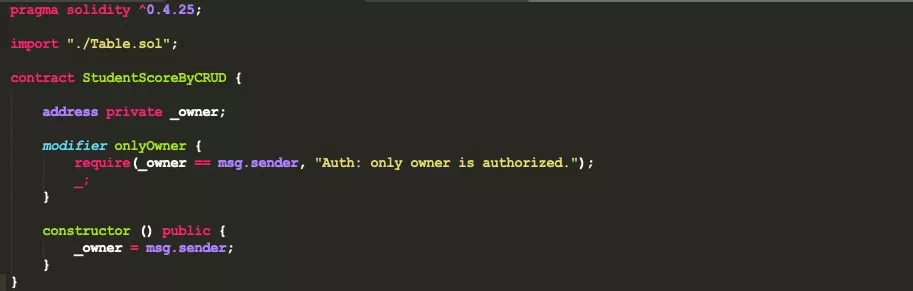 pragma solidity ^0.4.25;
import "./Table.sol";
contract StudentScoreByCRUD {
address private _owner;
modifier onlyOwner {
require(_owner == msg.sender, "Auth: only owner is authorized.");
_;
}
constructor () public {
_owner = msg.sender;
}
}